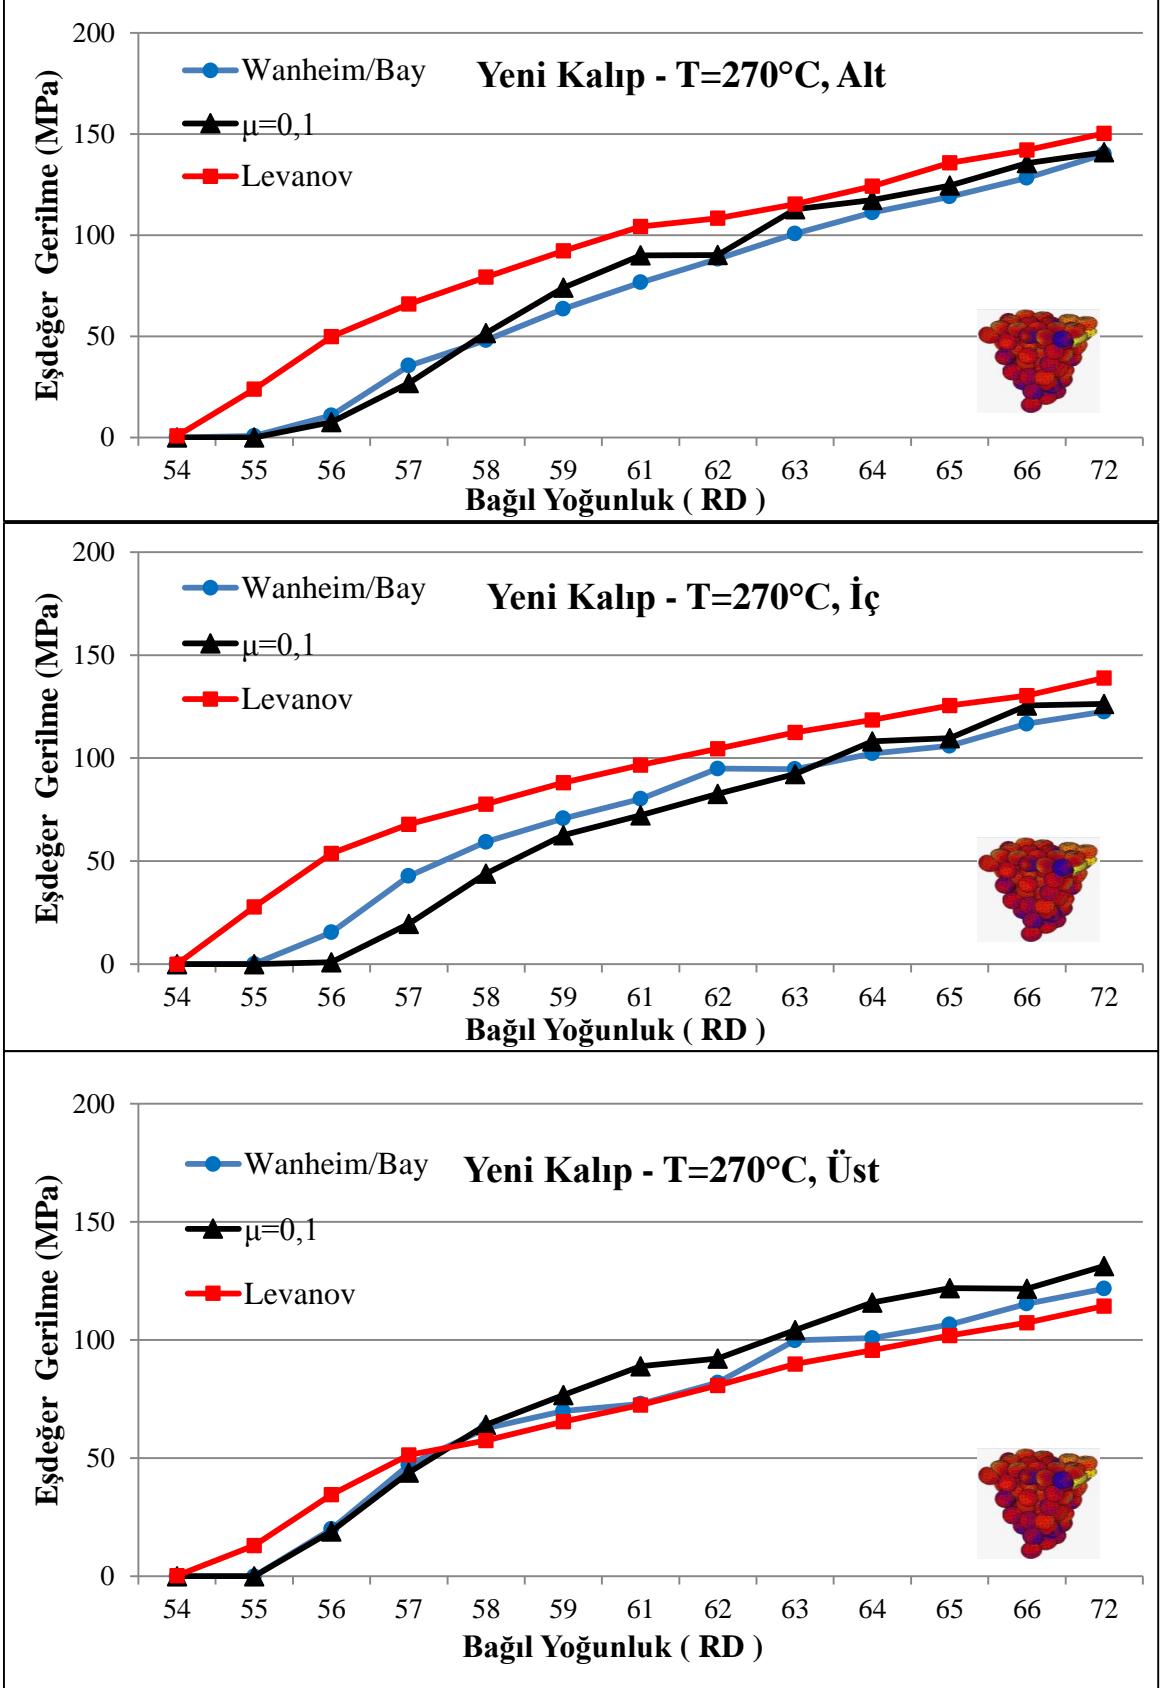 200
Wanheim/Bay
Yeni Kalıp - T=270°C, Alt
150
μ=0,1
Levanov
100
50
0
Eşdeğer Gerilme (MPa)
54 55 56 57 58 59 61 62 63 64 65 66 72
Bağıl Yoğunluk ( RD )
200
Wanheim/Bay
Yeni Kalıp - T=270°C, İç
150
μ=0,1
Levanov
100
50
0
Eşdeğer Gerilme (MPa)
54 55 56 57 58 59 61 62 63 64 65 66 72
Bağıl Yoğunluk ( RD )
200
Wanheim/Bay
Yeni Kalıp - T=270°C, Üst
150
μ=0,1
Levanov
100
50
0
Eşdeğer Gerilme (MPa)
54 55 56 57 58 59 61 62 63 64 65 66 72
Bağıl Yoğunluk ( RD )